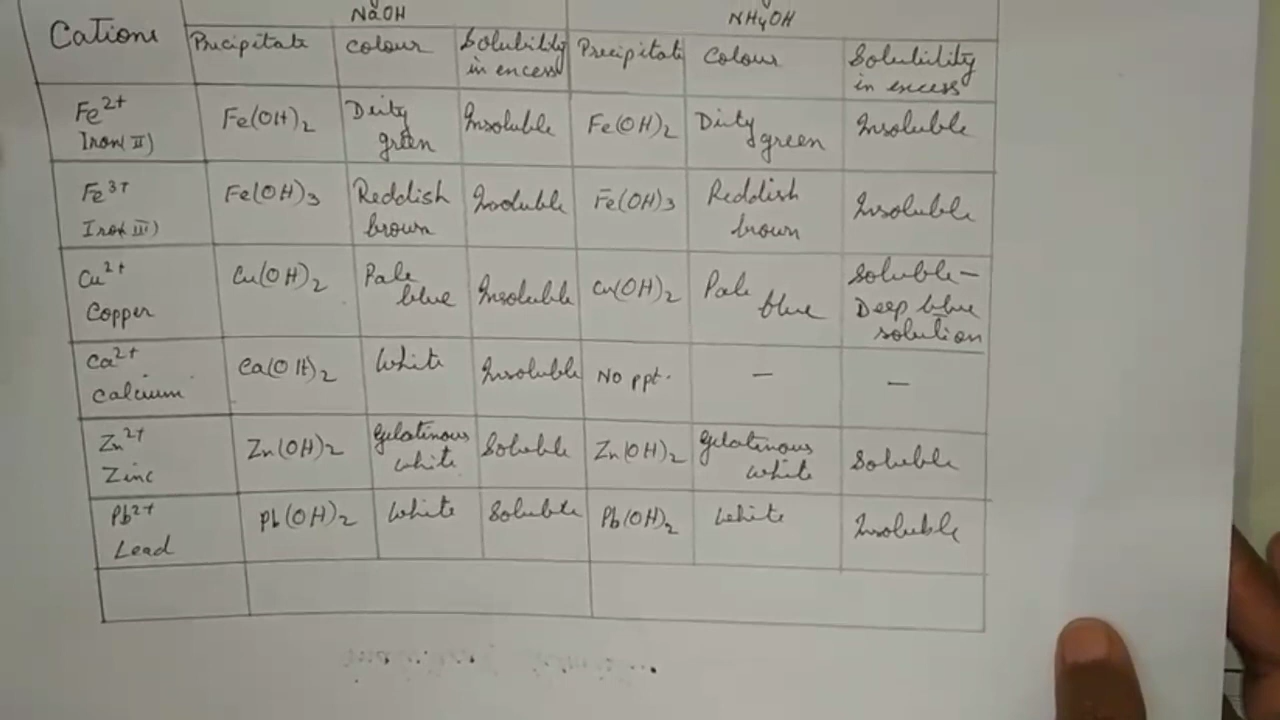 NaOH NH4OH
Cations Precipitate Colour Solubility in excess Precipitate Colour Solubility in excess
Fe2+ Iron(II) Fe(OH)2 Dirty green Insoluble Fe(OH)2 Dirty green Insoluble
Fe3+ Iron(III) Fe(OH)3 Reddish brown Insoluble Fe(OH)3 Reddish brown Insoluble
Cu2+ Copper Cu(OH)2 Pale blue Insoluble Cu(OH)2 Pale blue Soluble – Deep blue solution
Ca2+ Calcium Ca(OH)2 White Insoluble No ppt. — —
Zn2+ Zinc Zn(OH)2 Gelatinous white Soluble Zn(OH)2 Gelatinous white Soluble
Pb2+ Lead Pb(OH)2 White Soluble Pb(OH)2 White Insoluble